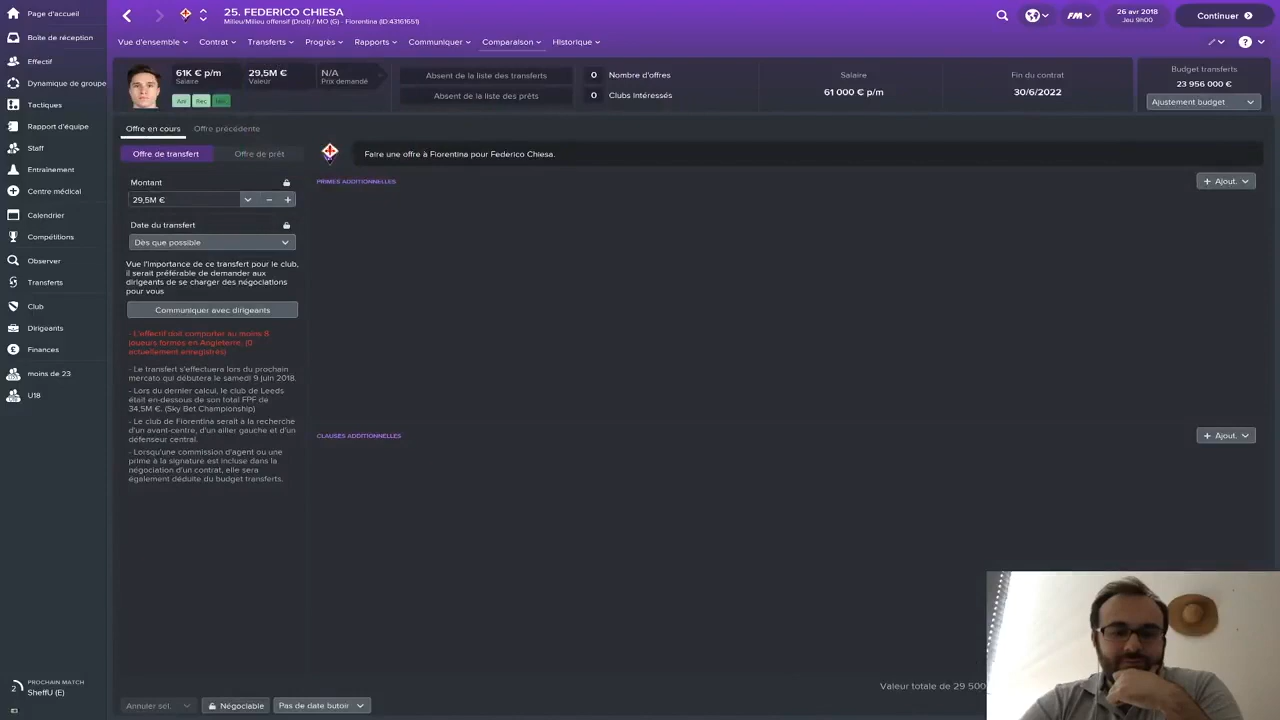 Page d'accueil
Boîte de réception
Effectif
Dynamique de groupe
Tactiques
Rapport d'équipe
Staff
Entraînement
Centre médical
Calendrier
Compétitions
Observer
Transferts
Club
Dirigeants
Finances
moins de 23
U18
2
PROCHAIN MATCH
SheffU (E)
25. FEDERICO CHIESA
Milieu/Milieu offensif (Droit) / MO (G) - Fiorentina (ID:43161651)
FM
26 avr 2018
Jeu 9h00
Continuer
Vue d'ensemble
Contrat
Transferts
Progrès
Rapports
Communiquer
Comparaison
Historique
?
61K € p/m
Salaire
29,5M €
Valeur
N/A
Prix demandé
Rec
Absent de la liste des transferts
Absent de la liste des prêts
0 Nombre d'offres
0 Clubs Intéressés
Salaire
61 000 € p/m
Fin du contrat
30/6/2022
Budget transferts
23 956 000 €
Ajustement budget
Offre en cours
Offre précédente
Offre de transfert
Offre de prêt
Faire une offre à Fiorentina pour Federico Chiesa.
Montant
29,5M €
Date du transfert
Dès que possible
Vue l'importance de ce transfert pour le club,
il serait préférable de demander aux
dirigeants de se charger des négociations
pour vous
Communiquer avec dirigeants
- L'effectif doit comporter au moins 8
joueurs formés en Angleterre. (0
actuellement enregistrés)
- Le transfert s'effectuera lors du prochain
mercato qui débutera le samedi 9 juin 2018.
- Lors du dernier calcul, le club de Leeds
était en-dessous de son total FPF de
34,5M €. (Sky Bet Championship)
- Le club de Fiorentina serait à la recherche
d'un avant-centre, d'un ailier gauche et d'un
défenseur central.
- Lorsqu'une commission d'agent ou une
prime à la signature est incluse dans la
négociation d'un contrat, elle sera
également déduite du budget transferts.
PRIMES ADDITIONNELLES
+ Ajout.
CLAUSES ADDITIONNELLES
+ Ajout.
Valeur totale de 29 500
Annuler sél.
Négociable
Pas de date butoir